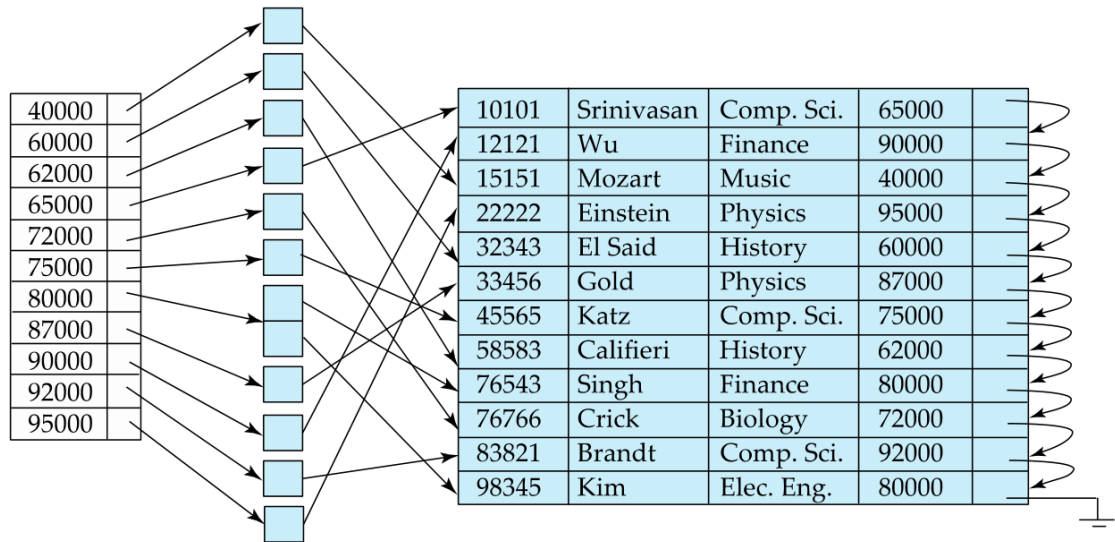 40000
60000
62000
65000
72000
75000
80000
87000
90000
92000
95000
10101 Srinivasan Comp. Sci. 65000
12121 Wu Finance 90000
15151 Mozart Music 40000
22222 Einstein Physics 95000
32343 El Said History 60000
33456 Gold Physics 87000
45565 Katz Comp. Sci. 75000
58583 Califieri History 62000
76543 Singh Finance 80000
76766 Crick Biology 72000
83821 Brandt Comp. Sci. 92000
98345 Kim Elec. Eng. 80000